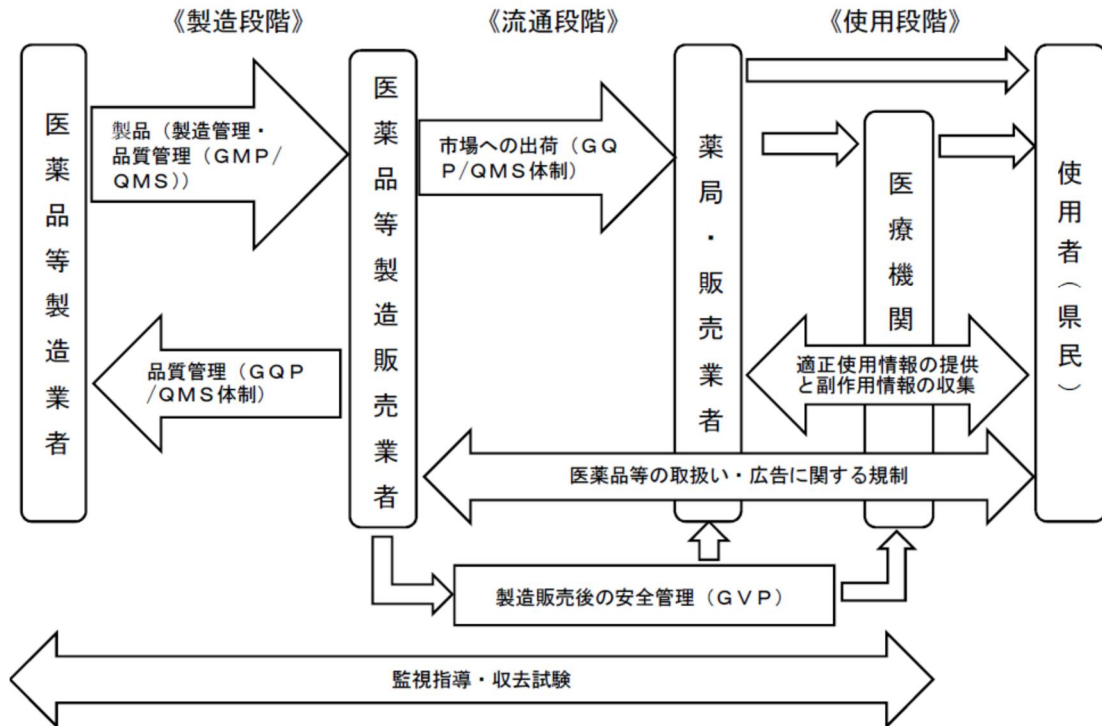 《製造段階》
《流通段階》
《使用段階》
医薬品等製造業者
製品（製造管理・
品質管理（GMP/
QMS））
品質管理（ＧＱＰ
/QMS体制）
医薬品等製造販売業者
市場への出荷（ＧＱ
Ｐ/QMS体制）
薬局・販売業者
医療機関
使用者（県民）
適正使用情報の提供
と副作用情報の収集
医薬品等の取扱い・広告に関する規制
製造販売後の安全管理（ＧＶＰ）
監視指導・収去試験